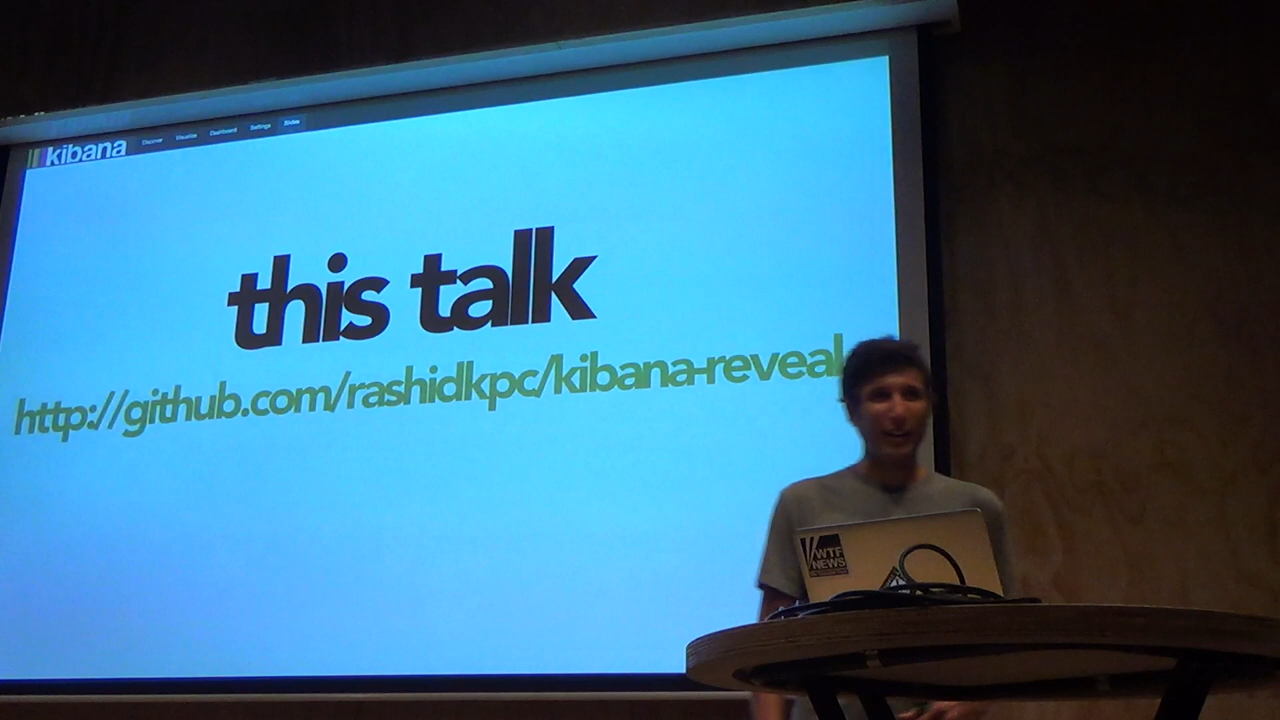 kibana Discover Visualize Dashboard Settings Slides
this talk
http://github.com/rashidkpc/kibana-reveal
WTF
NEWS